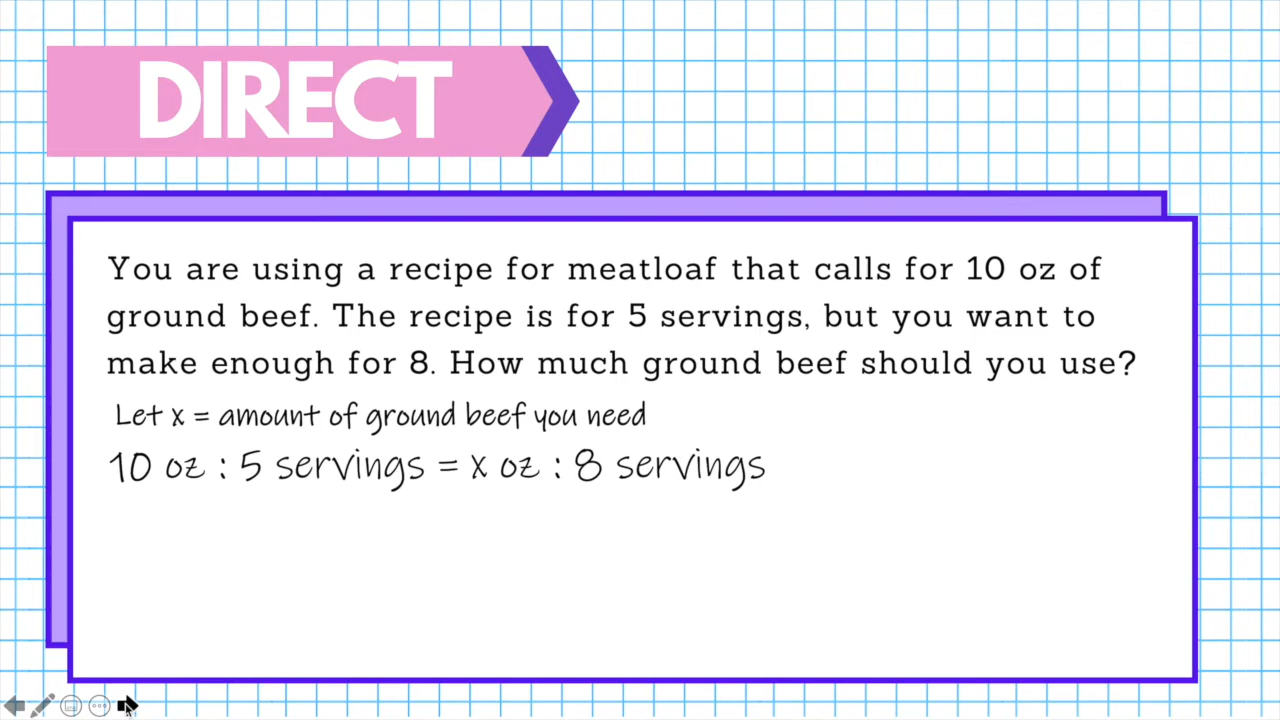 DIRECT
You are using a recipe for meatloaf that calls for 10 oz of
ground beef. The recipe is for 5 servings, but you want to
make enough for 8. How much ground beef should you use?
Let x = amount of ground beef you need
10 oz : 5 servings = x oz : 8 servings